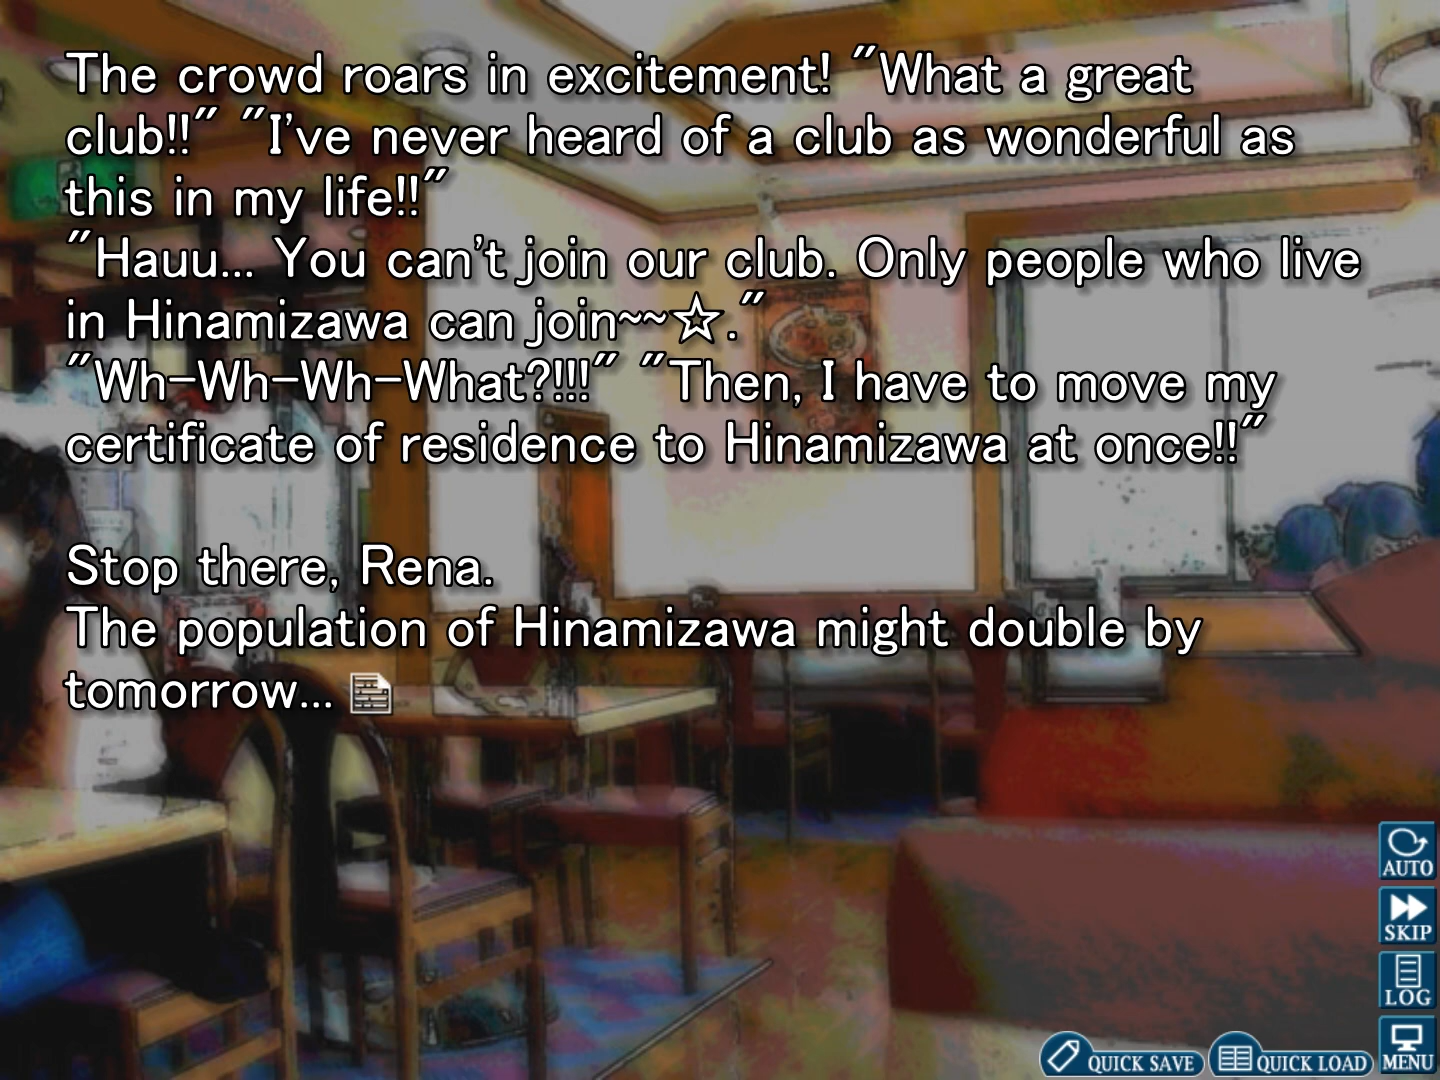 The crowd roars in excitement! "What a great
club!!" "I've never heard of a club as wonderful as
this in my life!!"
"Hauu... You can't join our club. Only people who live
in Hinamizawa can join~~☆."
"Wh-Wh-Wh-What?!!!" "Then, I have to move my
certificate of residence to Hinamizawa at once!!"
Stop there, Rena.
The population of Hinamizawa might double by
tomorrow...
AUTO
SKIP
LOG
MENU
QUICK SAVE
QUICK LOAD